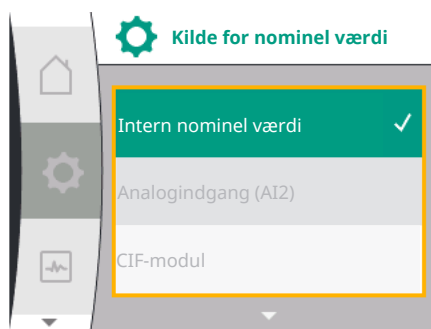 Kilde for nominel værdi
Intern nominel værdi
Analogindgang (AI2)
CIF-modul